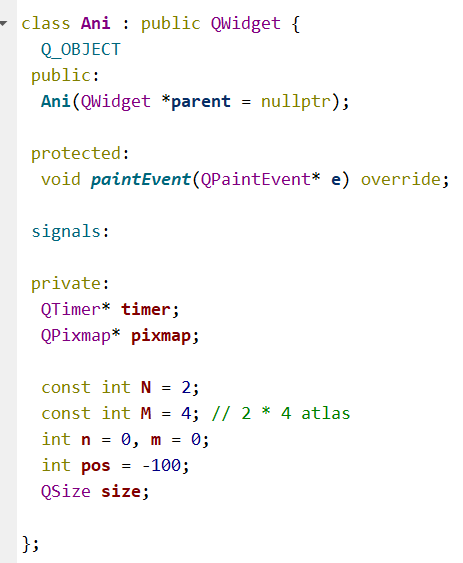 class Ani : public QWidget {
Q_OBJECT
public:
Ani(QWidget *parent = nullptr);
protected:
void paintEvent(QPaintEvent* e) override;
signals:
private:
QTimer* timer;
QPixmap* pixmap;
const int N = 2;
const int M = 4; // 2 * 4 atlas
int n = 0, m = 0;
int pos = -100;
QSize size;
};